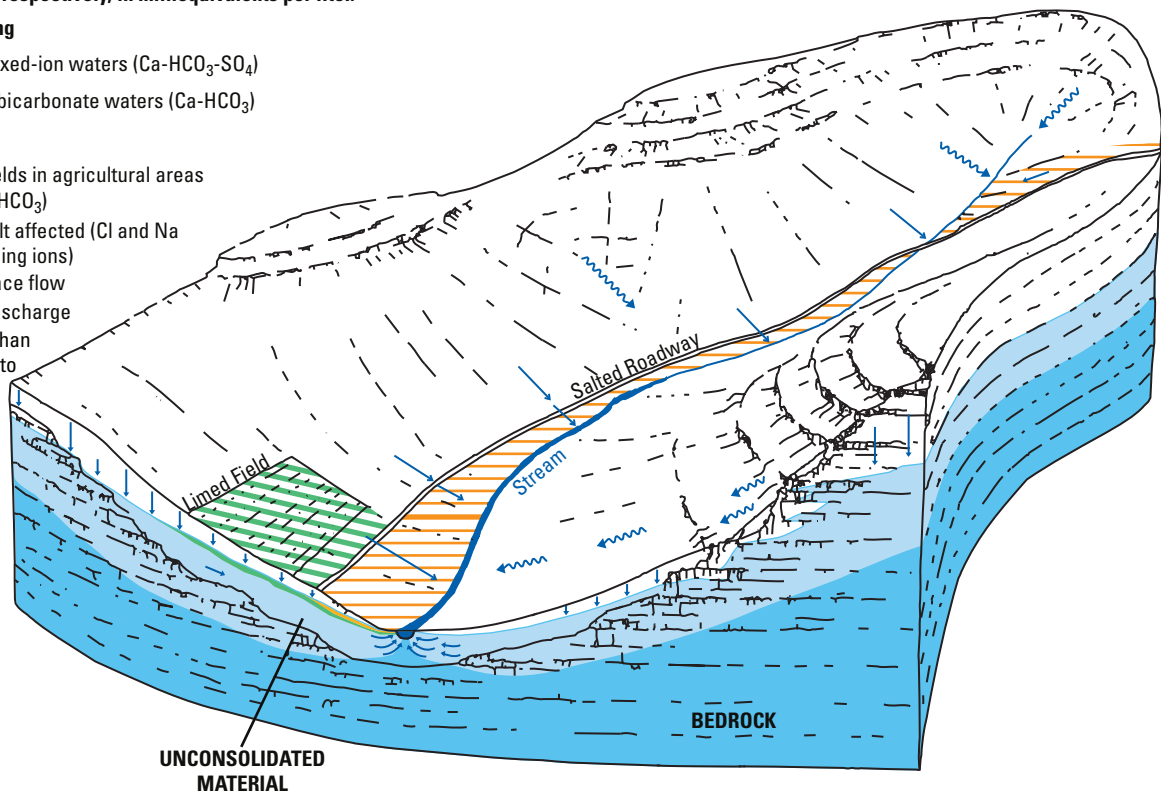 respectively, in milliequivalents per liter.
ng
xed-ion waters (Ca-HCO₃-SO₄)
bicarbonate waters (Ca-HCO₃)
elds in agricultural areas
HCO₃)
lt affected (Cl and Na
ing ions)
ace flow
scharge
han
to
Salted Roadway
Limed Field
Stream
BEDROCK
UNCONSOLIDATED
MATERIAL